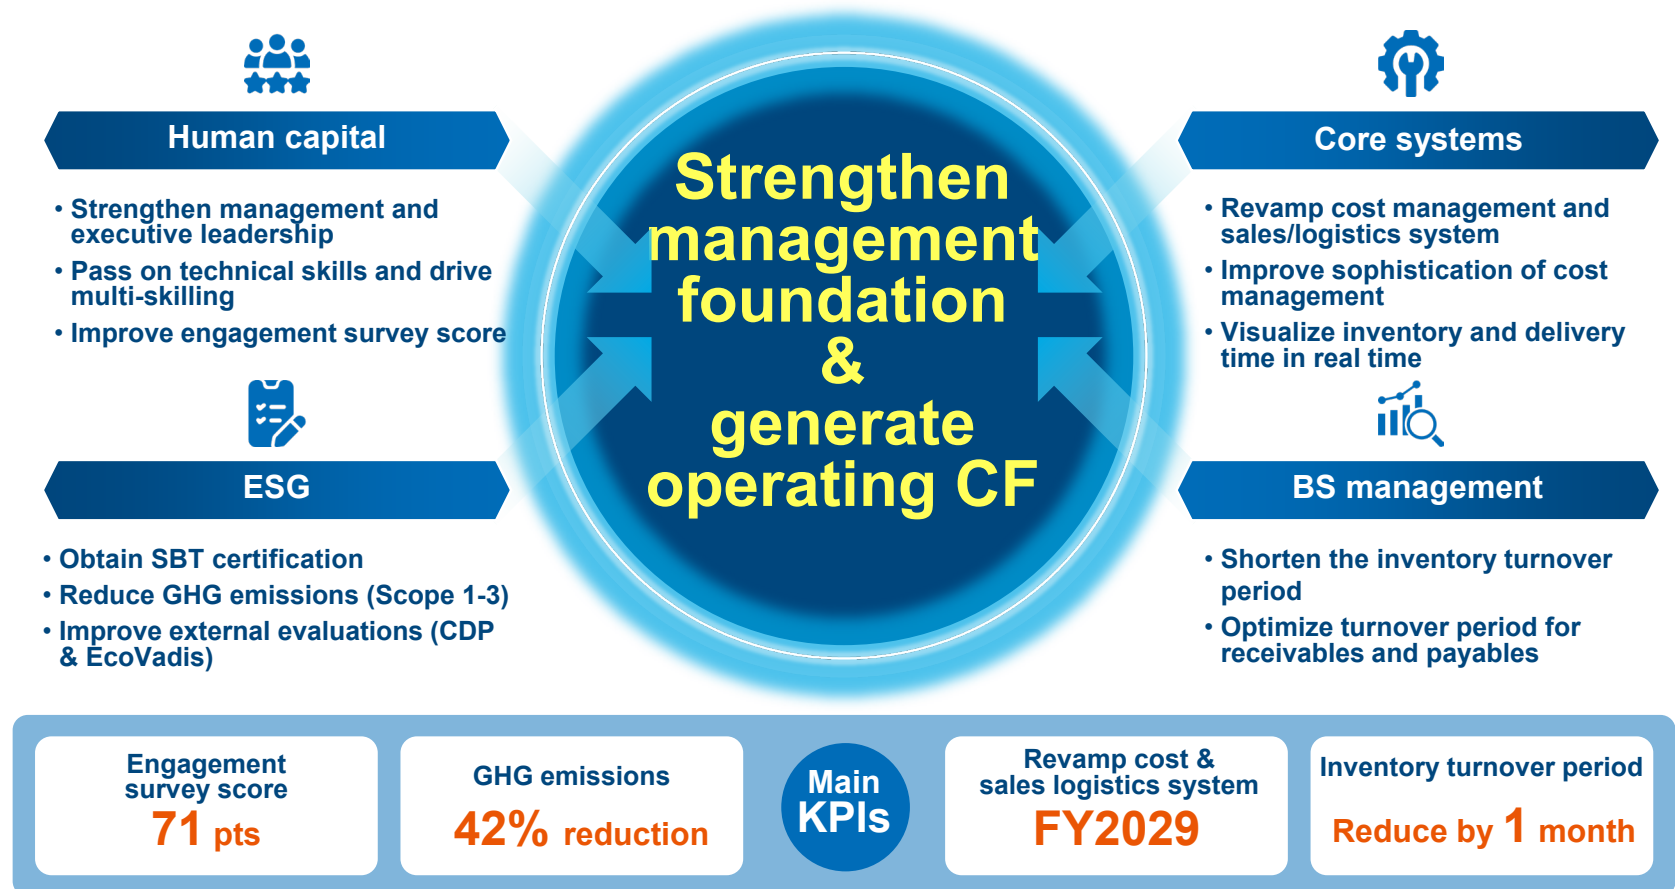 Human capital
• Strengthen management and
executive leadership
• Pass on technical skills and drive
multi-skilling
• Improve engagement survey score
ESG
• Obtain SBT certification
• Reduce GHG emissions (Scope 1-3)
• Improve external evaluations (CDP
& EcoVadis)
Strengthen
management
foundation
&
generate
operating CF
Core systems
• Revamp cost management and
sales/logistics system
• Improve sophistication of cost
management
• Visualize inventory and delivery
time in real time
BS management
• Shorten the inventory turnover
period
• Optimize turnover period for
receivables and payables
Engagement
survey score
71 pts
GHG emissions
42% reduction
Main
KPIs
Revamp cost &
sales logistics system
FY2029
Inventory turnover period
Reduce by 1 month